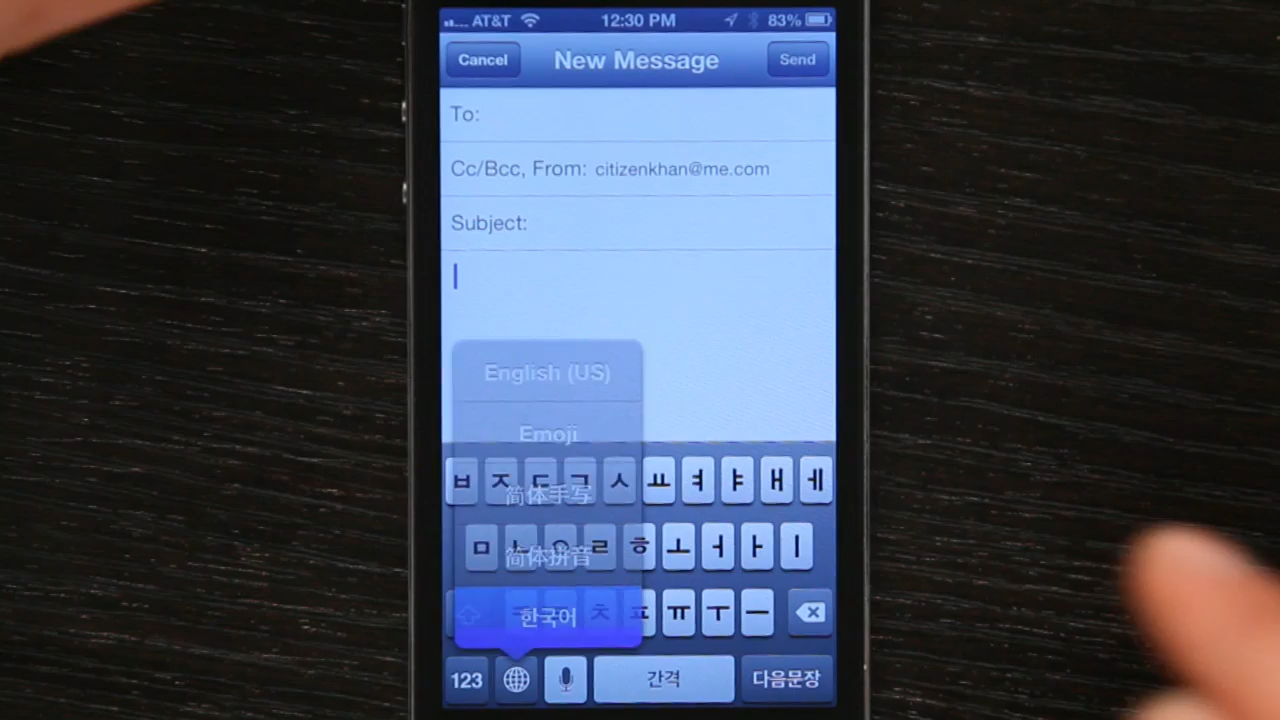 AT&T 12:30 PM 83%
Cancel New Message Send
To:
Cc/Bcc, From: citizenkhan@me.com
Subject:
English (US)
Emoji
ㅂ ㅈ ㄷ ㄱ ㅅ ㅛ ㅕ ㅑ ㅐ ㅔ
简体手写
ㅁ ㄴ ㅇ ㄹ ㅎ ㅗ ㅓ ㅏ ㅣ
简体拼音
ㅊ ㅍ ㅠ ㅜ ㅡ
한국어
123 간격 다음문장